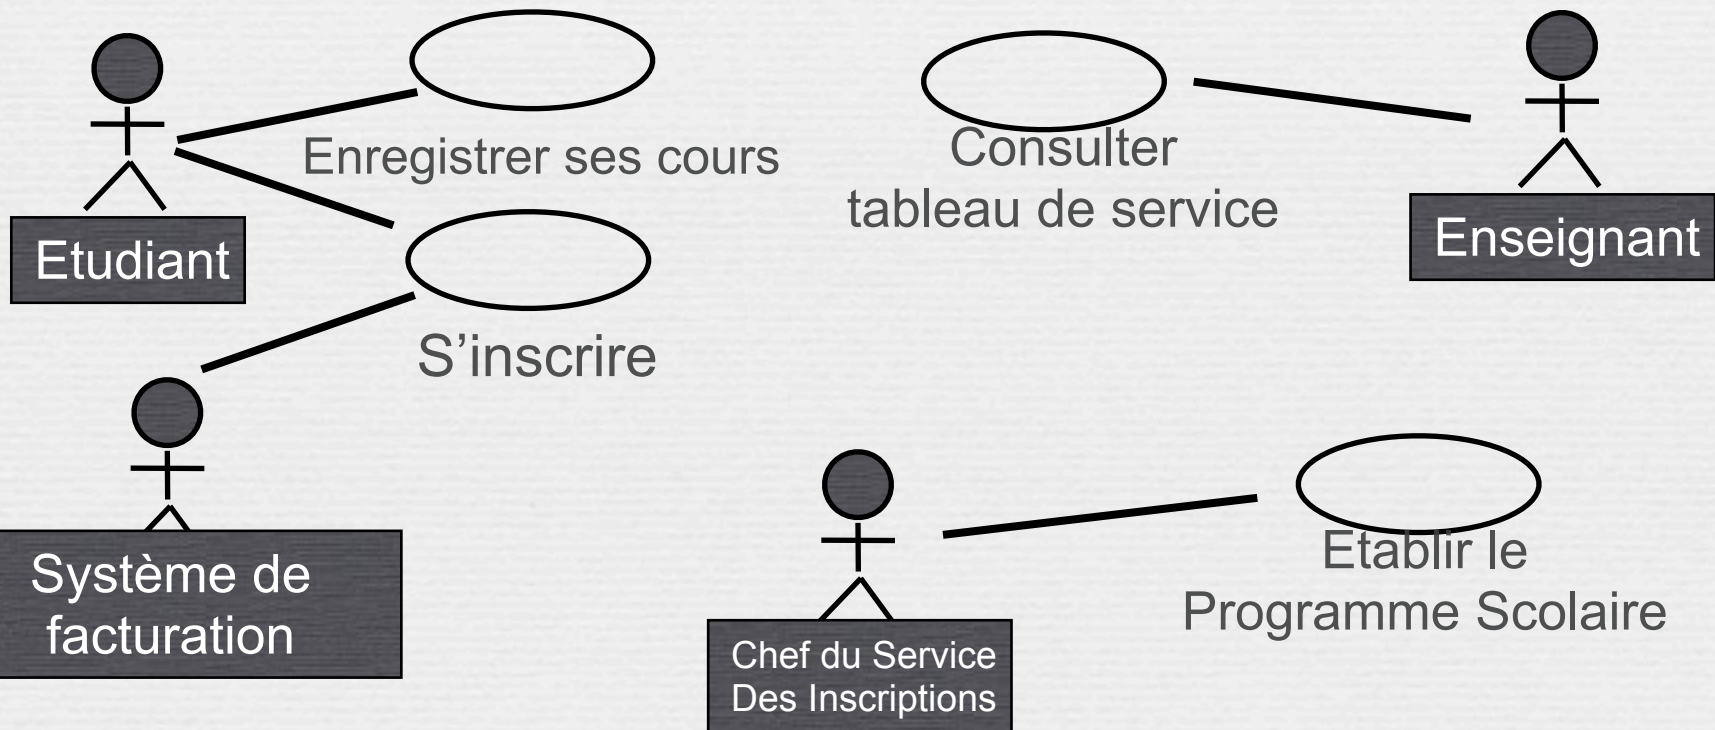 Enregistrer ses cours
Consulter
tableau de service
Etudiant
Enseignant
S’inscrire
Système de
facturation
Etablir le
Programme Scolaire
Chef du Service
Des Inscriptions